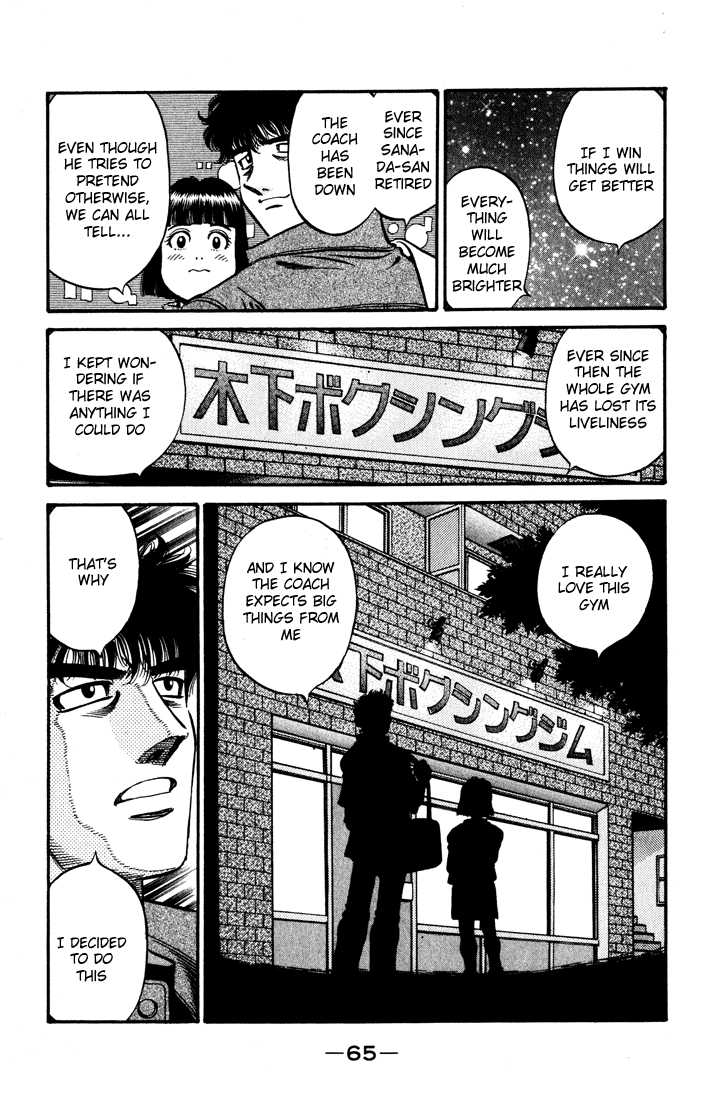 IF I WIN
THINGS WILL
GET BETTER
EVERY-
THING
WILL
BECOME
MUCH
BRIGHTER
EVER
SINCE
SANA-
DA-SAN
RETIRED
THE
COACH
HAS
BEEN
DOWN
EVEN THOUGH
HE TRIES TO
PRETEND
OTHERWISE,
WE CAN ALL
TELL...
EVER SINCE
THEN THE
WHOLE GYM
HAS LOST ITS
LIVELINESS
木下ボクシングジ
I KEPT WON-
DERING IF
THERE WAS
ANYTHING I
COULD DO
I REALLY
LOVE THIS
GYM
AND I KNOW
THE COACH
EXPECTS BIG
THINGS FROM
ME
木下ボクシングジム
THAT'S
WHY
I DECIDED
TO DO
THIS
—65—